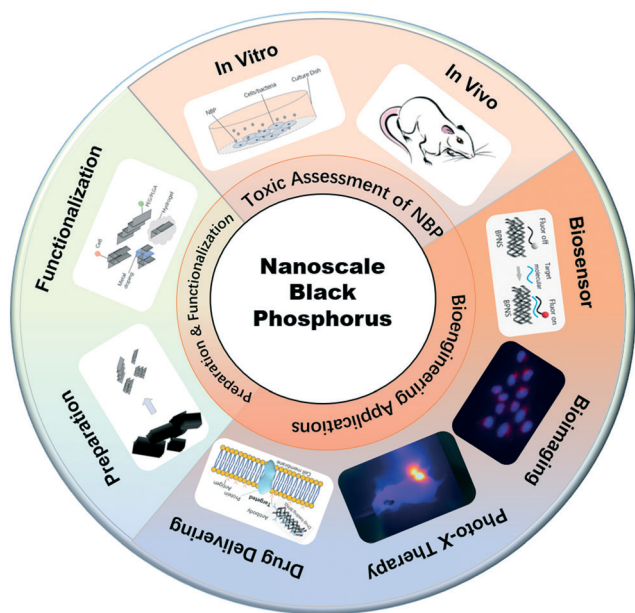 In Vitro
In Vivo
Cells/bacteria
Culture Dish
NBP
Functionalization
PEG/PLGA
Hydrogel
Cell
Metal
doping
Preparation
Preparation & Functionalization
Toxic Assessment of NBP
Bioengineering Applications
Nanoscale
Black
Phosphorus
Biosensor
Fluor off
BPNS
Target
molecular
Fluor on
BPNS
Bioimaging
Photo-X Therapy
Drug Delivering
Cell membrane
Protein
Antigen
Targeted
Antibody